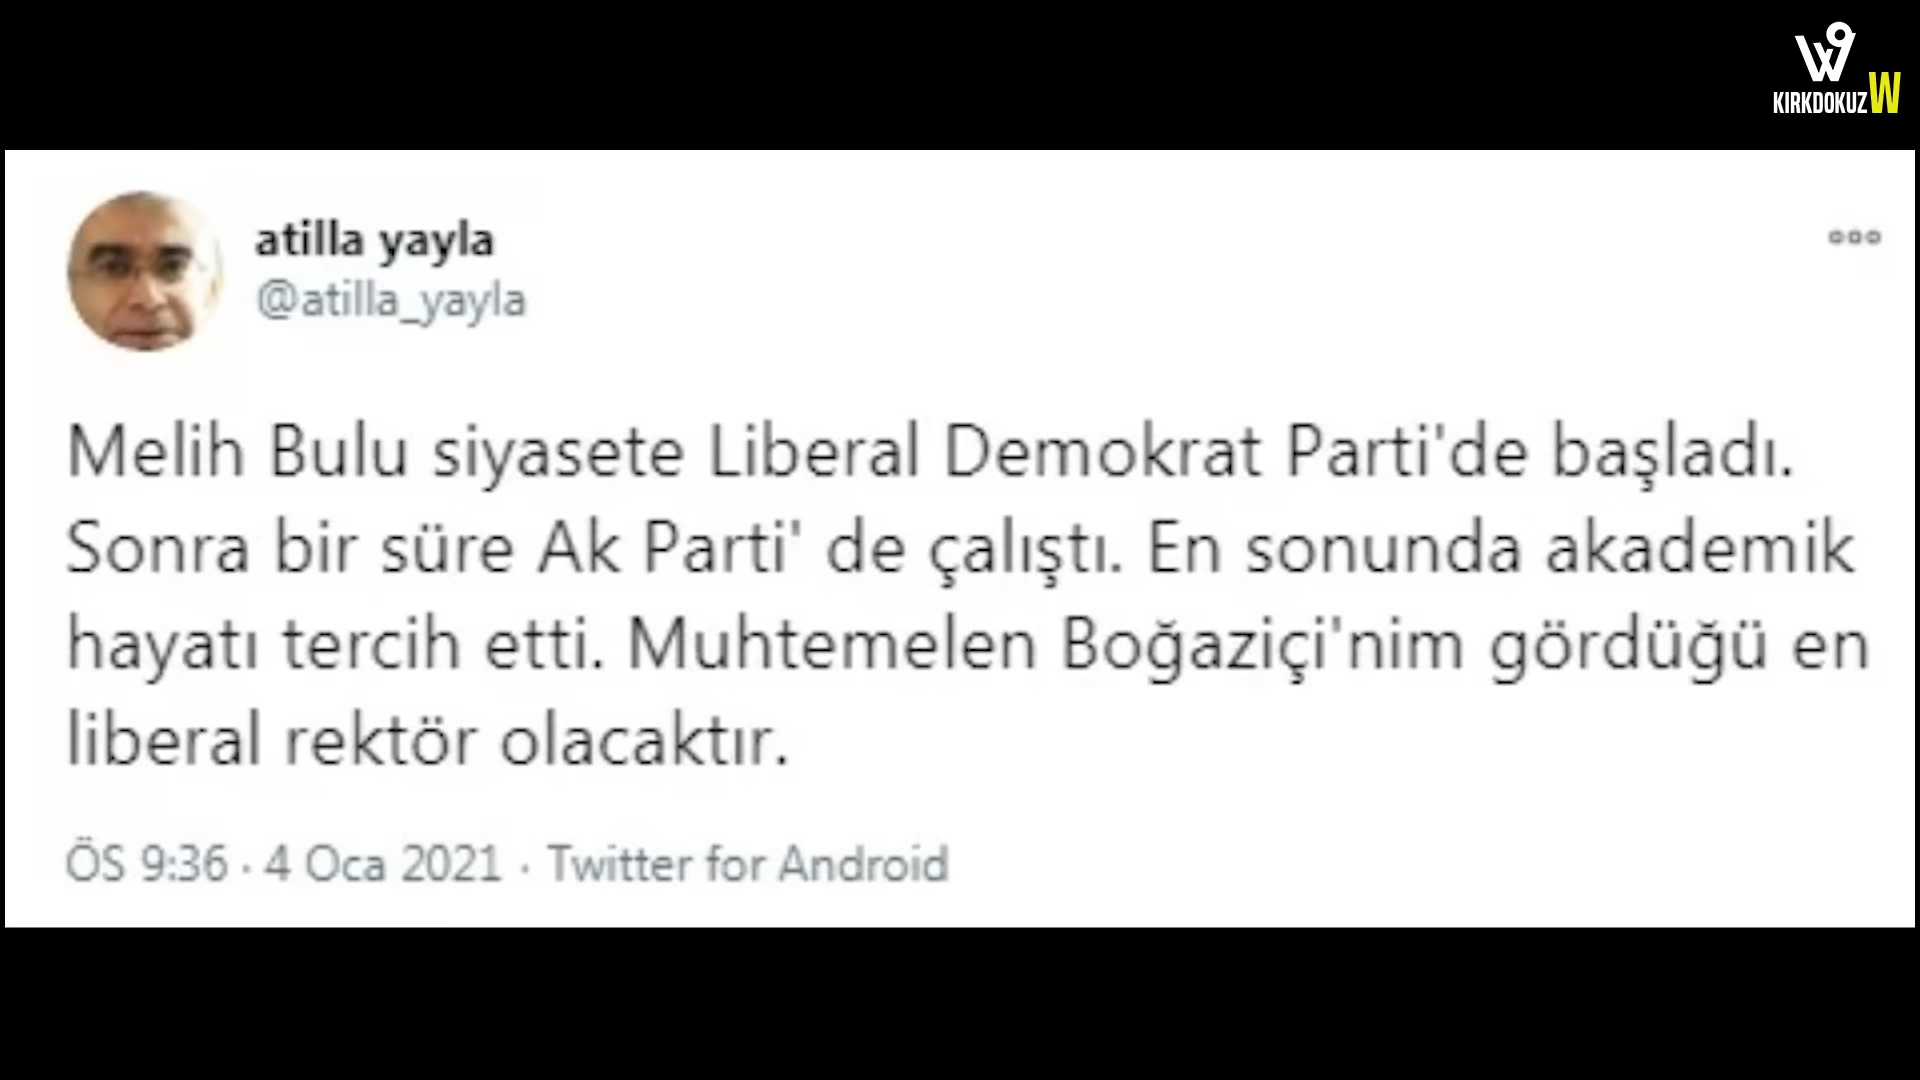 W9
KIRKDOKUZW
atilla yayla
@atilla_yayla
Melih Bulu siyasete Liberal Demokrat Parti'de başladı.
Sonra bir süre Ak Parti' de çalıştı. En sonunda akademik
hayatı tercih etti. Muhtemelen Boğaziçi'nim gördüğü en
liberal rektör olacaktır.
ÖS 9:36 · 4 Oca 2021 · Twitter for Android